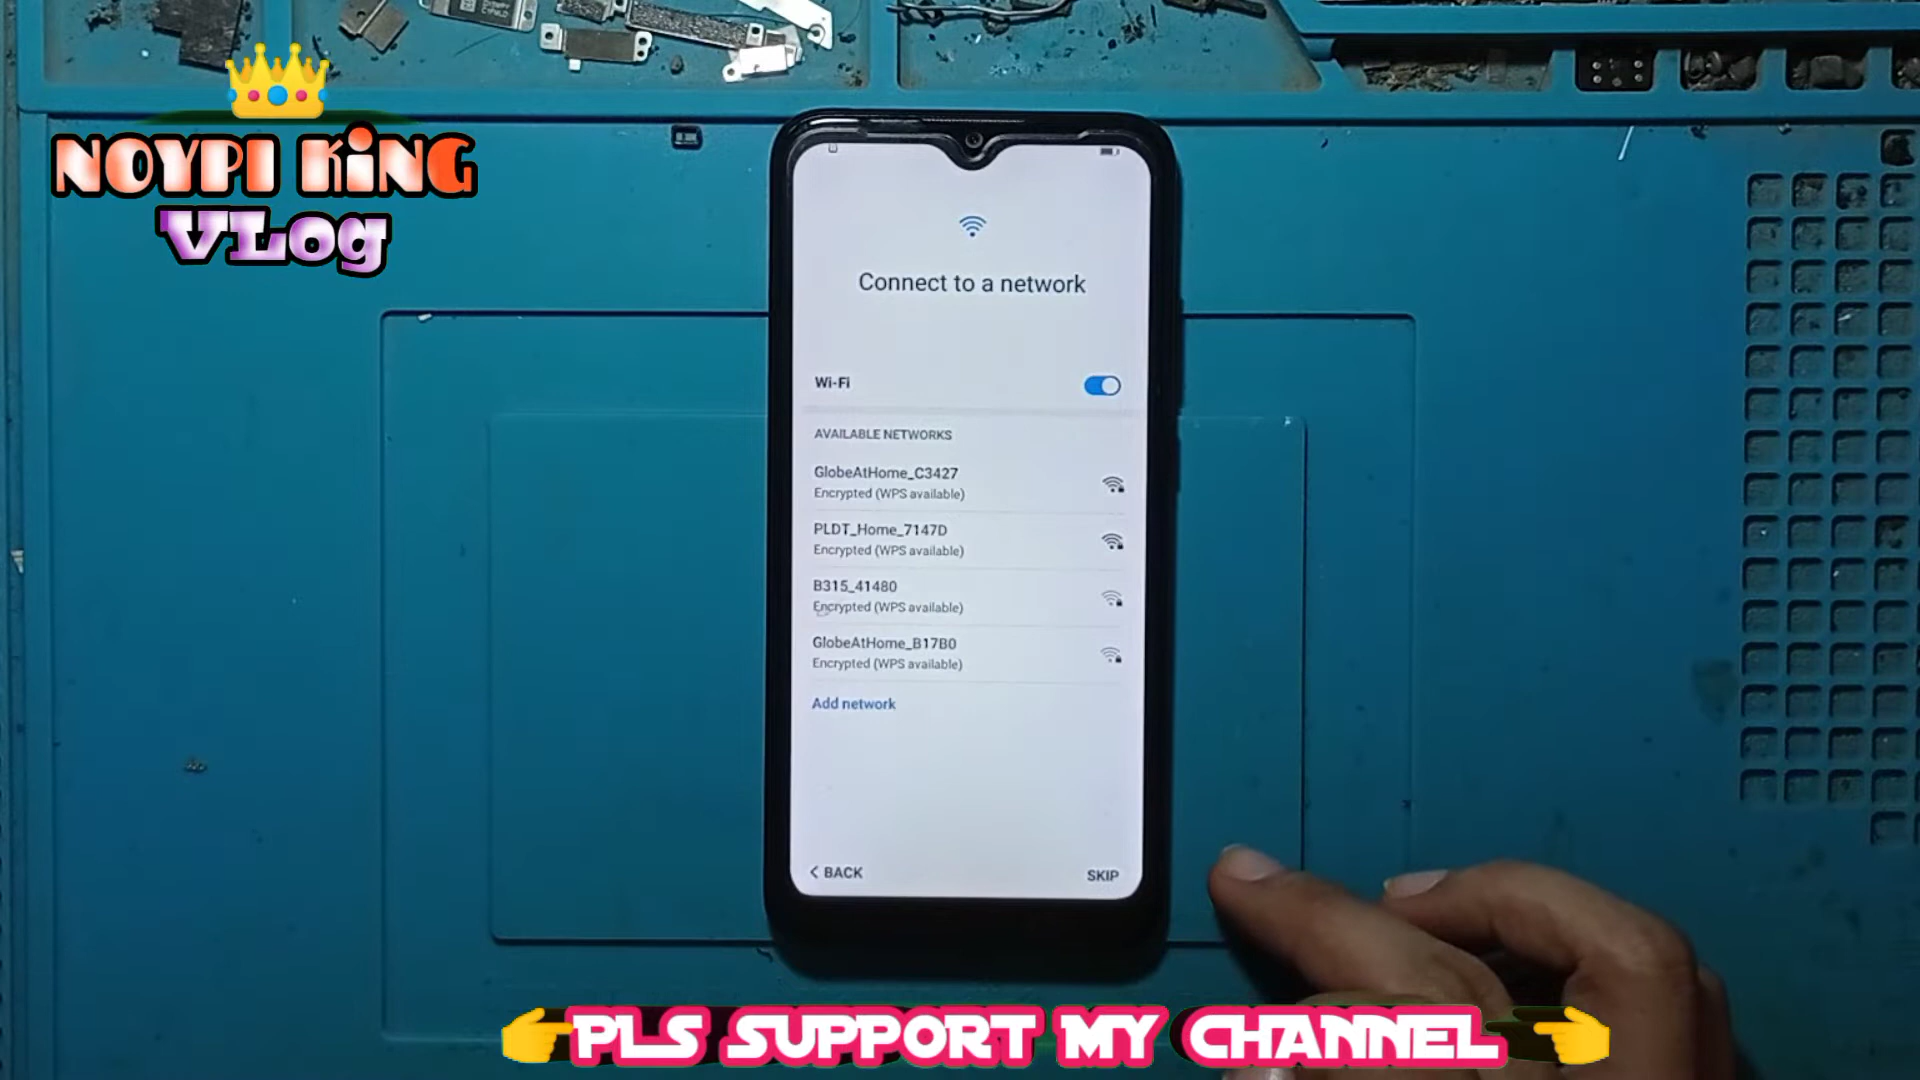 NOYPI KiNG
VLog
Connect to a network
Wi-Fi
AVAILABLE NETWORKS
GlobeAtHome_C3427
Encrypted (WPS available)
PLDT_Home_7147D
Encrypted (WPS available)
B315_41480
Encrypted (WPS available)
GlobeAtHome_B17B0
Encrypted (WPS available)
Add network
< BACK
SKIP
PLS SUPPORT MY CHANNEL